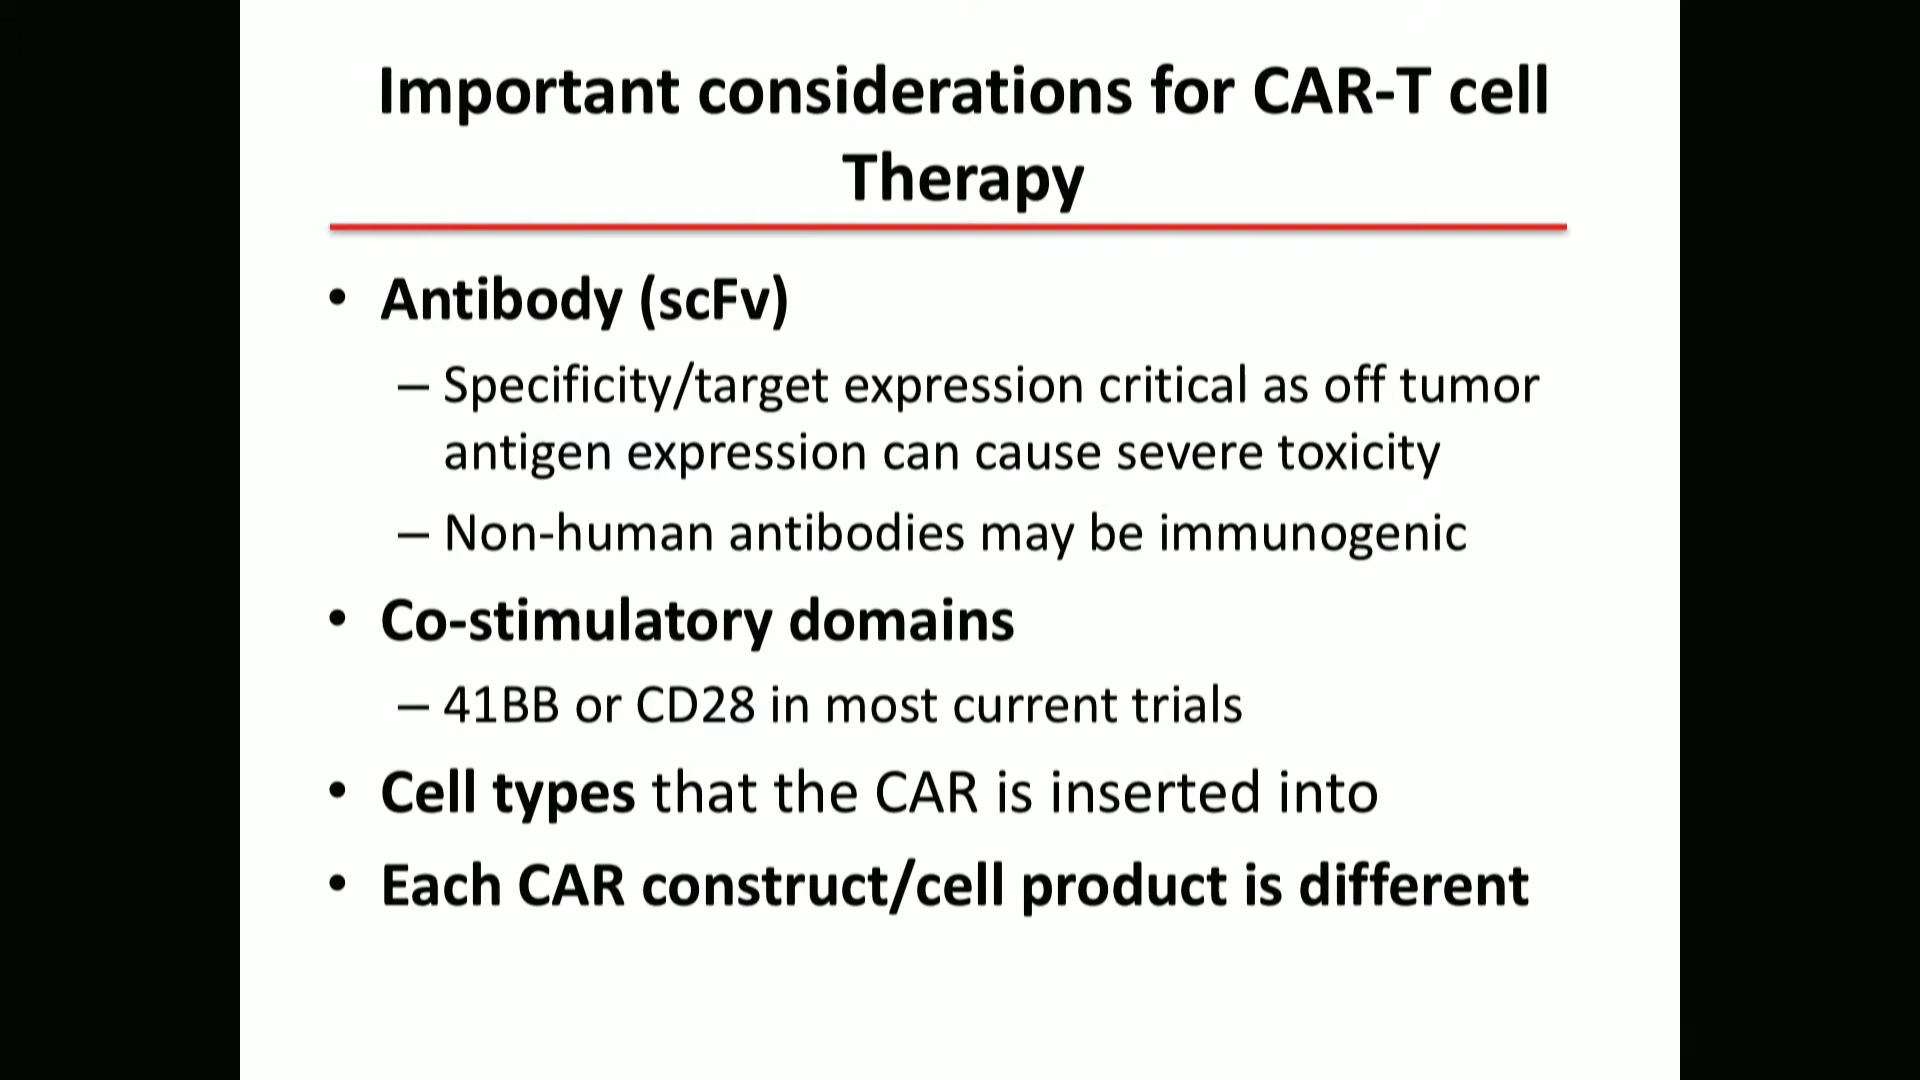 Important considerations for CAR-T cell
Therapy
• Antibody (scFv)
– Specificity/target expression critical as off tumor
antigen expression can cause severe toxicity
– Non-human antibodies may be immunogenic
• Co-stimulatory domains
– 41BB or CD28 in most current trials
• Cell types that the CAR is inserted into
• Each CAR construct/cell product is different